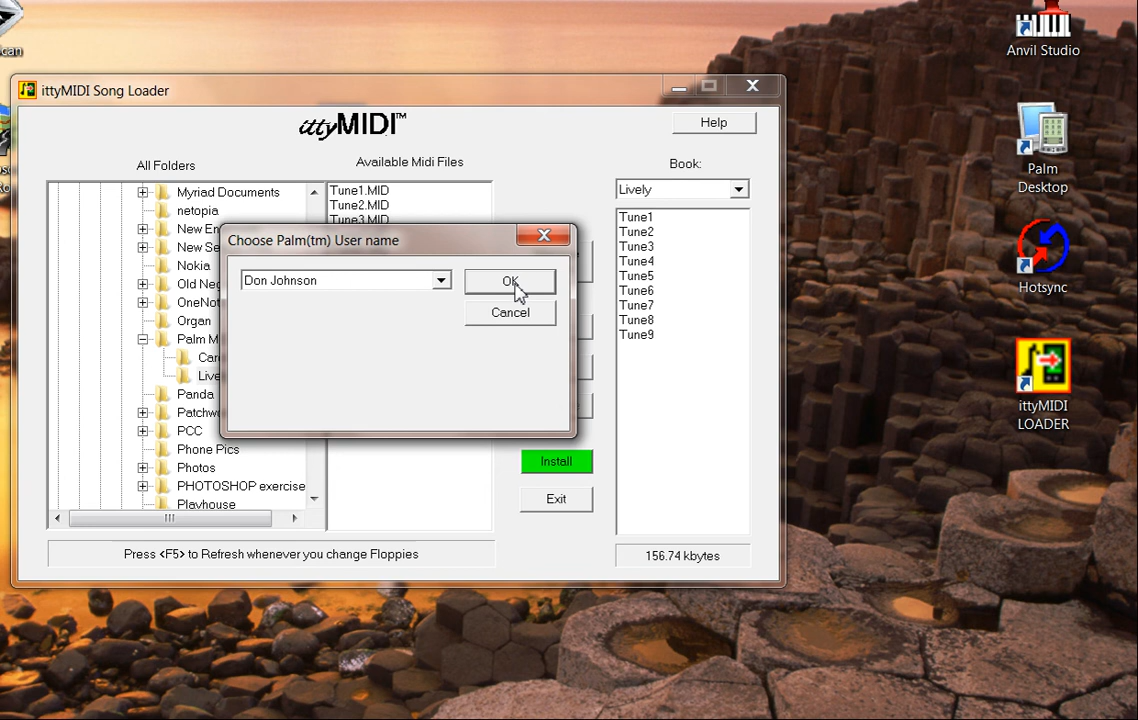 can
Anvil Studio
ittyMIDI Song Loader
ittyMIDI™
Help
All Folders
Available Midi Files
Book:
Myriad Documents
netopia
New En
New Se
Nokia
Old Neg
OneNot
Organ
Palm M
Car
Live
Panda
Patchwo
PCC
Phone Pics
Photos
PHOTOSHOP exercise
Playhouse
Tune1.MID
Tune2.MID
Tune3.MID
Choose Palm(tm) User name
Don Johnson
OK
Cancel
Install
Exit
Lively
Tune1
Tune2
Tune3
Tune4
Tune5
Tune6
Tune7
Tune8
Tune9
Press <F5> to Refresh whenever you change Floppies
156.74 kbytes
Palm
Desktop
Hotsync
ittyMIDI
LOADER